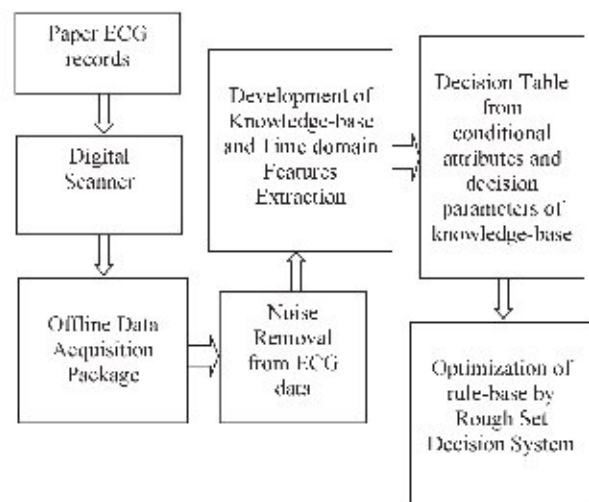 Paper ECG
records
Digital
Scanner
Offline Data
Acquisition
Package
Noise
Removal
from ECG
data
Development of
Knowledge-base
and Time domain
Features
Extraction
Decision Table
from
conditional
attributes and
decision
parameters of
knowledge-base
Optimization of
rule-base by
Rough Set
Decision System